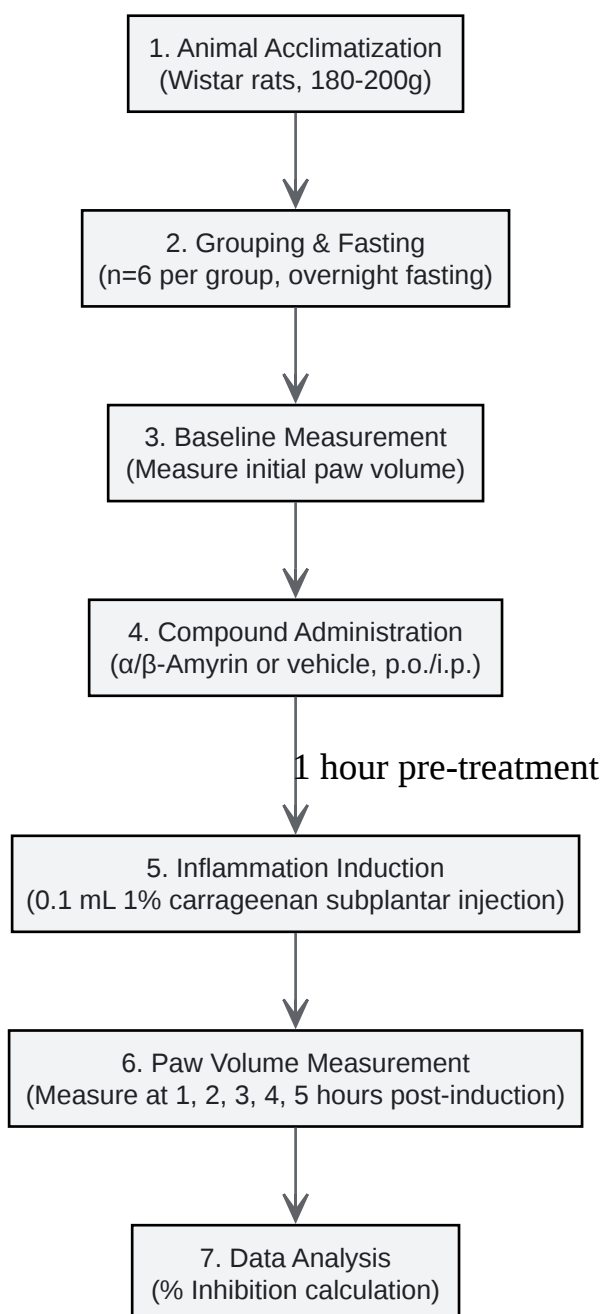 1. Animal Acclimatization
(Wistar rats, 180-200g)
2. Grouping & Fasting
(n=6 per group, overnight fasting)
3. Baseline Measurement
(Measure initial paw volume)
4. Compound Administration
(α/β-Amyrin or vehicle, p.o./i.p.)
1 hour pre-treatment
5. Inflammation Induction
(0.1 mL 1% carrageenan subplantar injection)
6. Paw Volume Measurement
(Measure at 1, 2, 3, 4, 5 hours post-induction)
7. Data Analysis
(% Inhibition calculation)